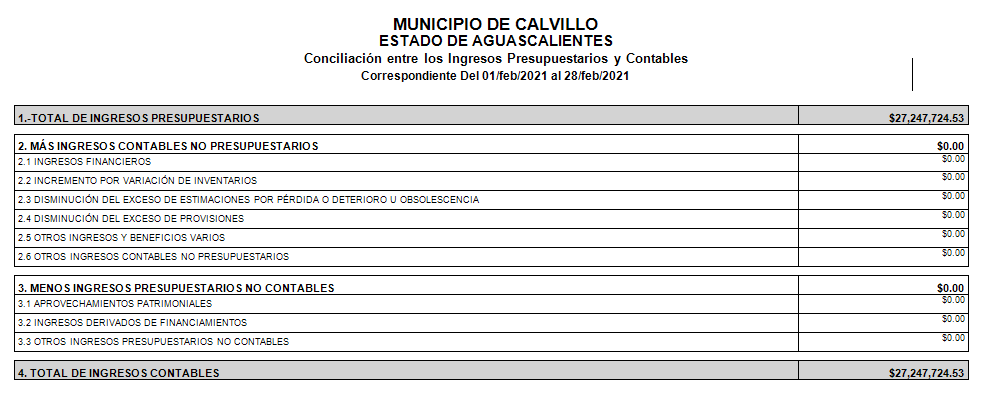 MUNICIPIO DE CALVILLO
ESTADO DE AGUASCALIENTES
Conciliación entre los Ingresos Presupuestarios y Contables
Correspondiente Del 01/feb/2021 al 28/feb/2021
1.-TOTAL DE INGRESOS PRESUPUESTARIOS $27,247,724.53
2. MÁS INGRESOS CONTABLES NO PRESUPUESTARIOS $0.00
2.1 INGRESOS FINANCIEROS $0.00
2.2 INCREMENTO POR VARIACIÓN DE INVENTARIOS $0.00
2.3 DISMINUCIÓN DEL EXCESO DE ESTIMACIONES POR PÉRDIDA O DETERIORO U OBSOLESCENCIA $0.00
2.4 DISMINUCIÓN DEL EXCESO DE PROVISIONES $0.00
2.5 OTROS INGRESOS Y BENEFICIOS VARIOS $0.00
2.6 OTROS INGRESOS CONTABLES NO PRESUPUESTARIOS $0.00
3. MENOS INGRESOS PRESUPUESTARIOS NO CONTABLES $0.00
3.1 APROVECHAMIENTOS PATRIMONIALES $0.00
3.2 INGRESOS DERIVADOS DE FINANCIAMIENTOS $0.00
3.3 OTROS INGRESOS PRESUPUESTARIOS NO CONTABLES $0.00
4. TOTAL DE INGRESOS CONTABLES $27,247,724.53